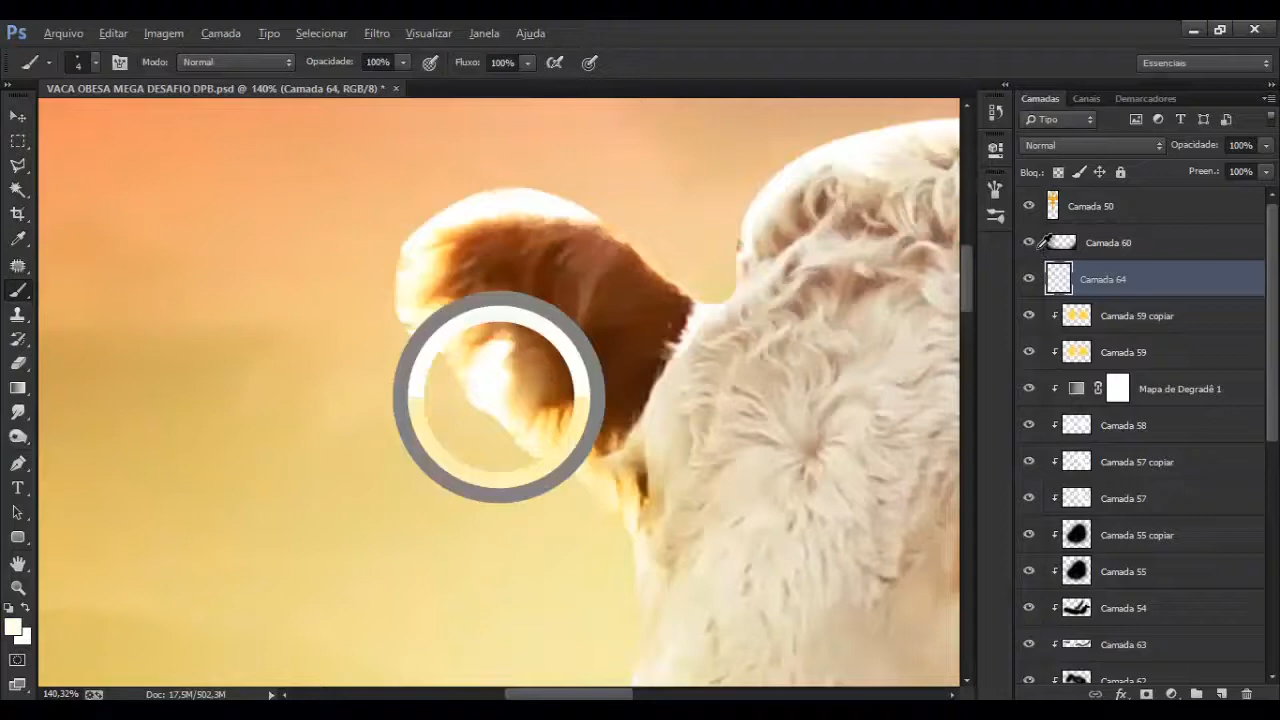 Ps Arquivo Editar Imagem Camada Tipo Selecionar Filtro Visualizar Janela Ajuda
4 Modo: Normal Opacidade: 100% Fluxo: 100% Essenciais
VACA OBESA MEGA DESAFIO DPB.psd @ 140% (Camada 64, RGB/8) * ×
Camadas Canais Demarcadores
Tipo
Normal Opacidade: 100%
Bloq.: Preen.: 100%
Camada 50
Camada 60
Camada 64
Camada 59 copiar
Camada 59
Mapa de Degradê 1
Camada 58
Camada 57 copiar
Camada 57
Camada 55 copiar
Camada 55
Camada 54
Camada 63
Camada 62
140,32% Doc: 17,5M/502,3M